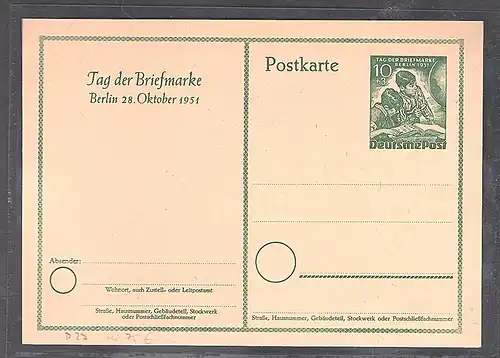 Tag der Briefmarke
Berlin 28. Oktober 1951
Absender:
Wohnort, auch Zustell- oder Leitpostamt
Straße, Hausnummer, Gebäudeteil, Stockwerk
oder Postschließfachnummer
Postkarte
TAG DER BRIEFMARKE
BERLIN 1951
10
+3
Deutsche Post
Straße, Hausnummer, Gebäudeteil, Stockwerk oder Postschließfachnummer